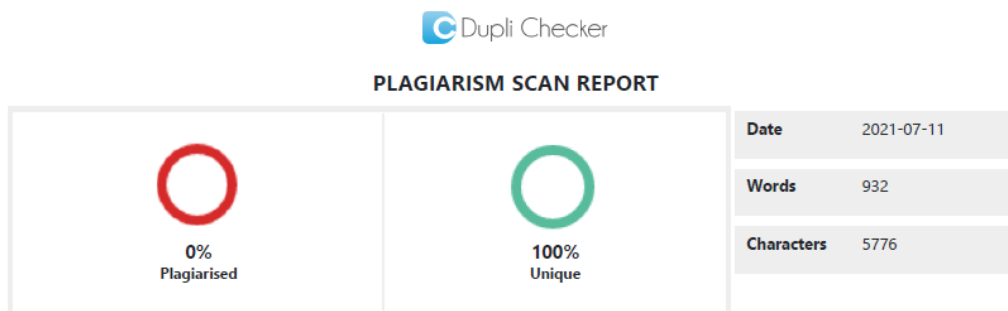 Dupli Checker
PLAGIARISM SCAN REPORT
0%
Plagiarised
100%
Unique
Date 2021-07-11
Words 932
Characters 5776